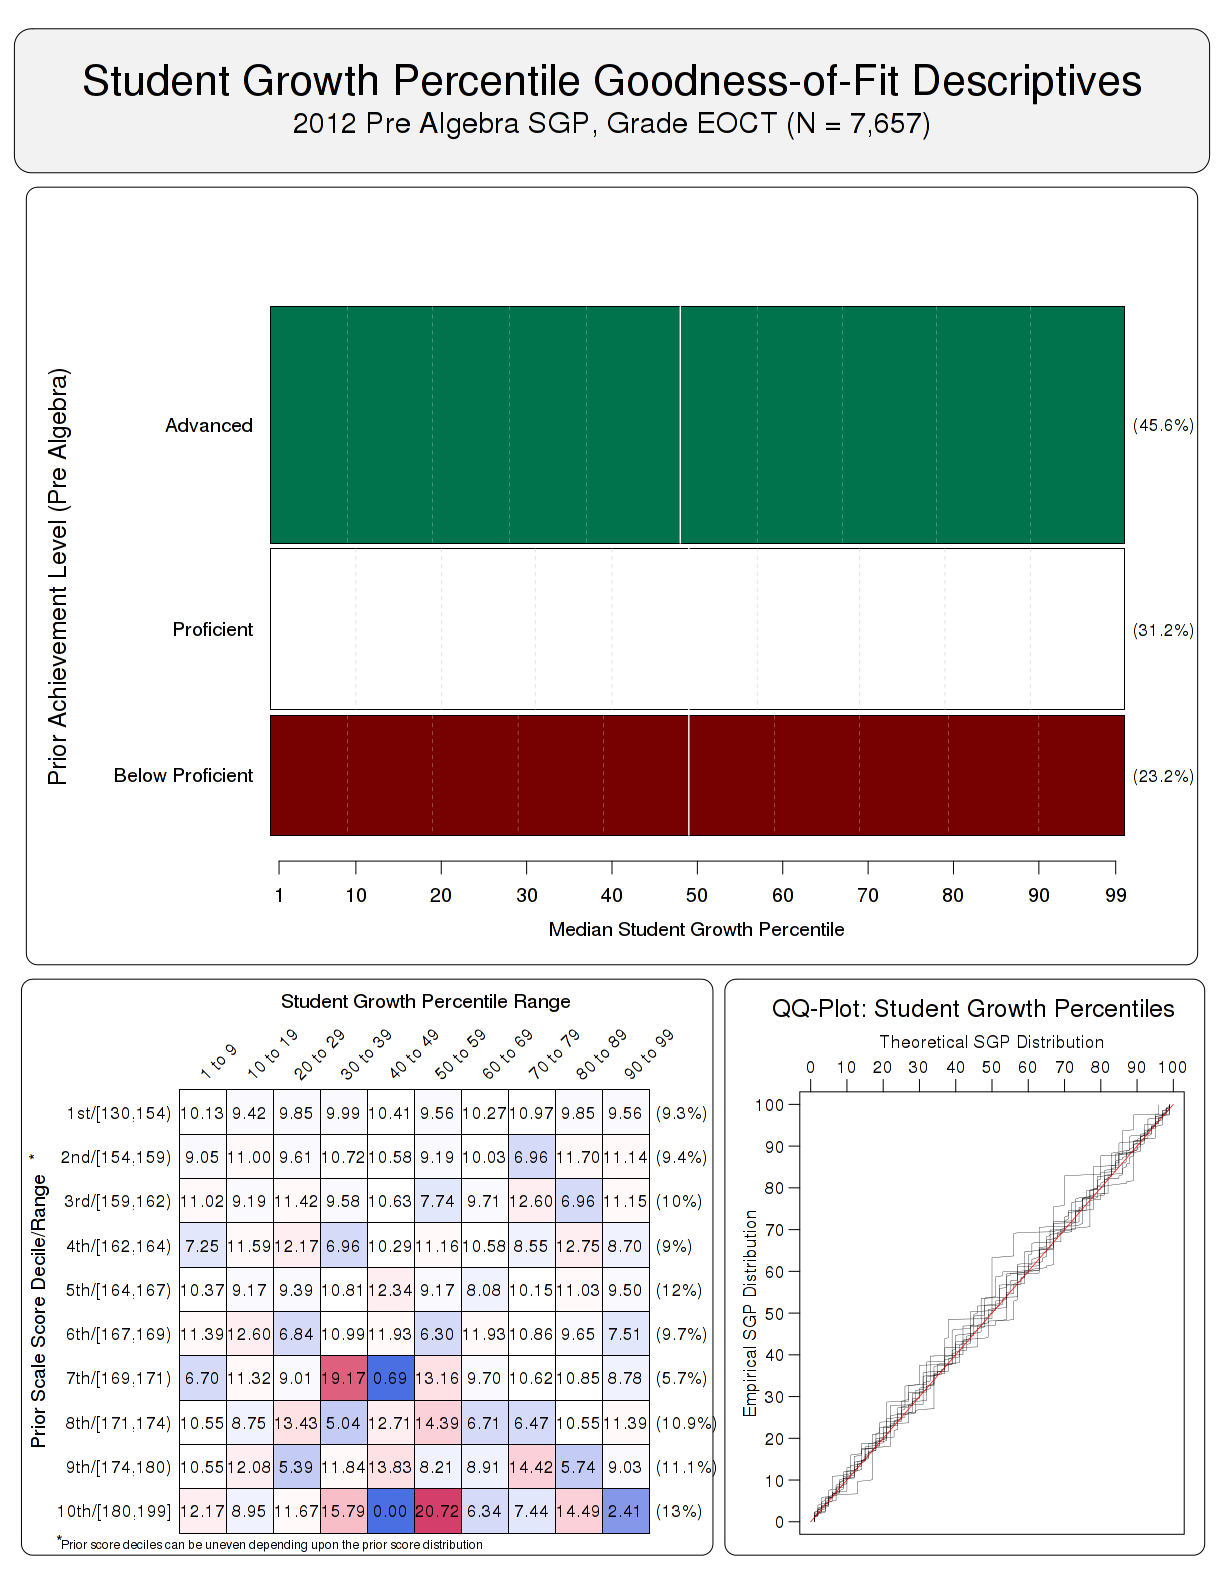 Student Growth Percentile Goodness-of-Fit Descriptives
2012 Pre Algebra SGP, Grade EOCT (N = 7,657)
Prior Achievement Level (Pre Algebra)
Advanced (45.6%)
Proficient (31.2%)
Below Proficient (23.2%)
1 10 20 30 40 50 60 70 80 90 99
Median Student Growth Percentile
Student Growth Percentile Range
1 to 9 10 to 19 20 to 29 30 to 39 40 to 49 50 to 59 60 to 69 70 to 79 80 to 89 90 to 99
Prior Scale Score Decile/Range *
1st/[130,154) 10.13 9.42 9.85 9.99 10.41 9.56 10.27 10.97 9.85 9.56 (9.3%)
2nd/[154,159) 9.05 11.00 9.61 10.72 10.58 9.19 10.03 6.96 11.70 11.14 (9.4%)
3rd/[159,162) 11.02 9.19 11.42 9.58 10.63 7.74 9.71 12.60 6.96 11.15 (10%)
4th/[162,164) 7.25 11.59 12.17 6.96 10.29 11.16 10.58 8.55 12.75 8.70 (9%)
5th/[164,167) 10.37 9.17 9.39 10.81 12.34 9.17 8.08 10.15 11.03 9.50 (12%)
6th/[167,169) 11.39 12.60 6.84 10.99 11.93 6.30 11.93 10.86 9.65 7.51 (9.7%)
7th/[169,171) 6.70 11.32 9.01 19.17 0.69 13.16 9.70 10.62 10.85 8.78 (5.7%)
8th/[171,174) 10.55 8.75 13.43 5.04 12.71 14.39 6.71 6.47 10.55 11.39 (10.9%)
9th/[174,180) 10.55 12.08 5.39 11.84 13.83 8.21 8.91 14.42 5.74 9.03 (11.1%)
10th/[180,199] 12.17 8.95 11.67 15.79 0.00 20.72 6.34 7.44 14.49 2.41 (13%)
*Prior score deciles can be uneven depending upon the prior score distribution
QQ-Plot: Student Growth Percentiles
Theoretical SGP Distribution
0 10 20 30 40 50 60 70 80 90 100
Empirical SGP Distribution
100
90
80
70
60
50
40
30
20
10
0